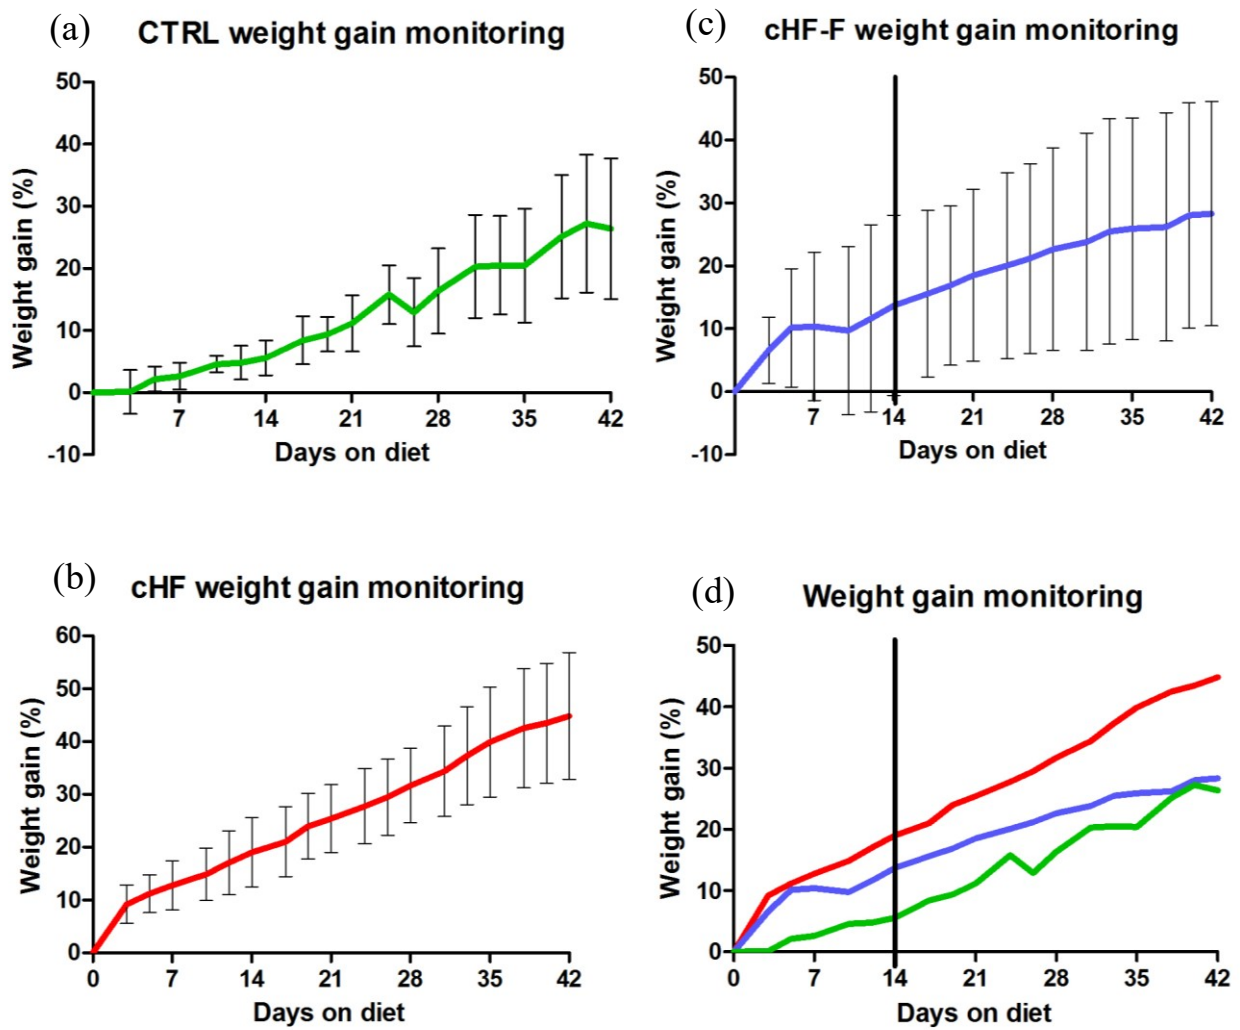 (a)
CTRL weight gain monitoring
50
40
30
20
10
0
-10
Weight gain (%)
7 14 21 28 35 42
Days on diet
(c)
cHF-F weight gain monitoring
50
40
30
20
10
0
-10
Weight gain (%)
7 14 21 28 35 42
Days on diet
(b)
cHF weight gain monitoring
60
50
40
30
20
10
0
Weight gain (%)
0 7 14 21 28 35 42
Days on diet
(d)
Weight gain monitoring
50
40
30
20
10
0
Weight gain (%)
0 7 14 21 28 35 42
Days on diet